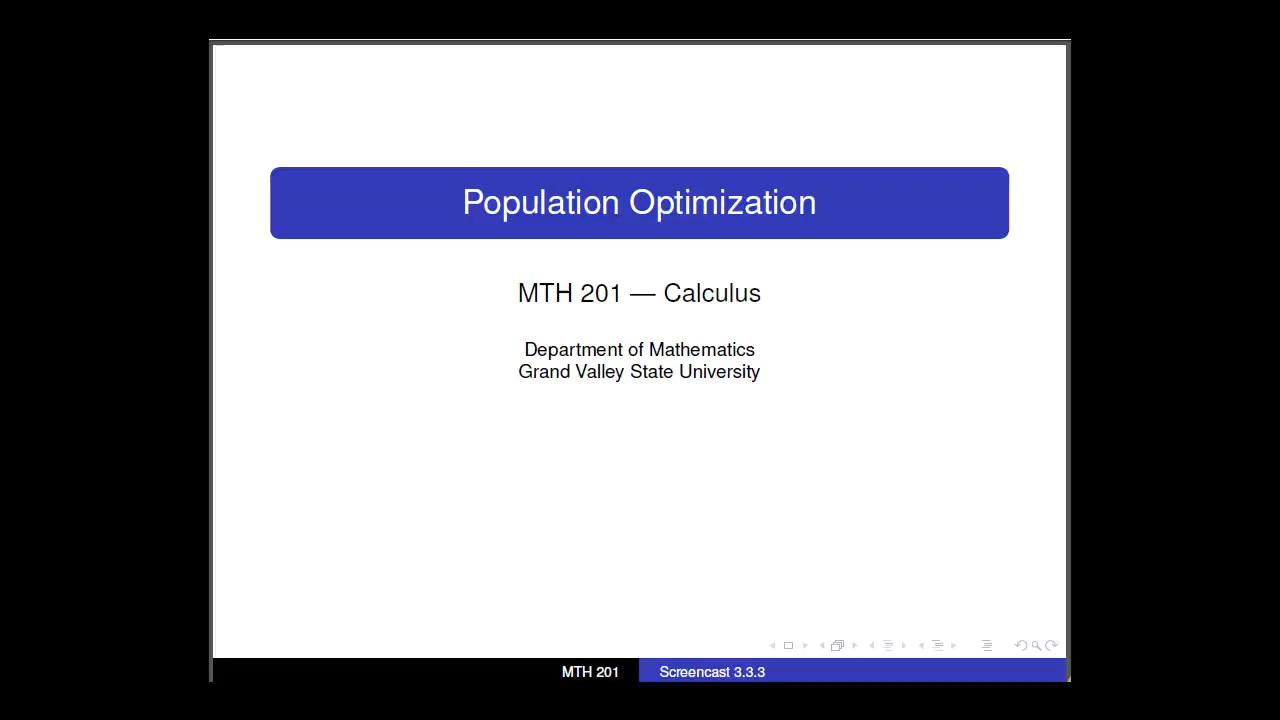 Population Optimization
MTH 201 — Calculus
Department of Mathematics
Grand Valley State University
MTH 201
Screencast 3.3.3